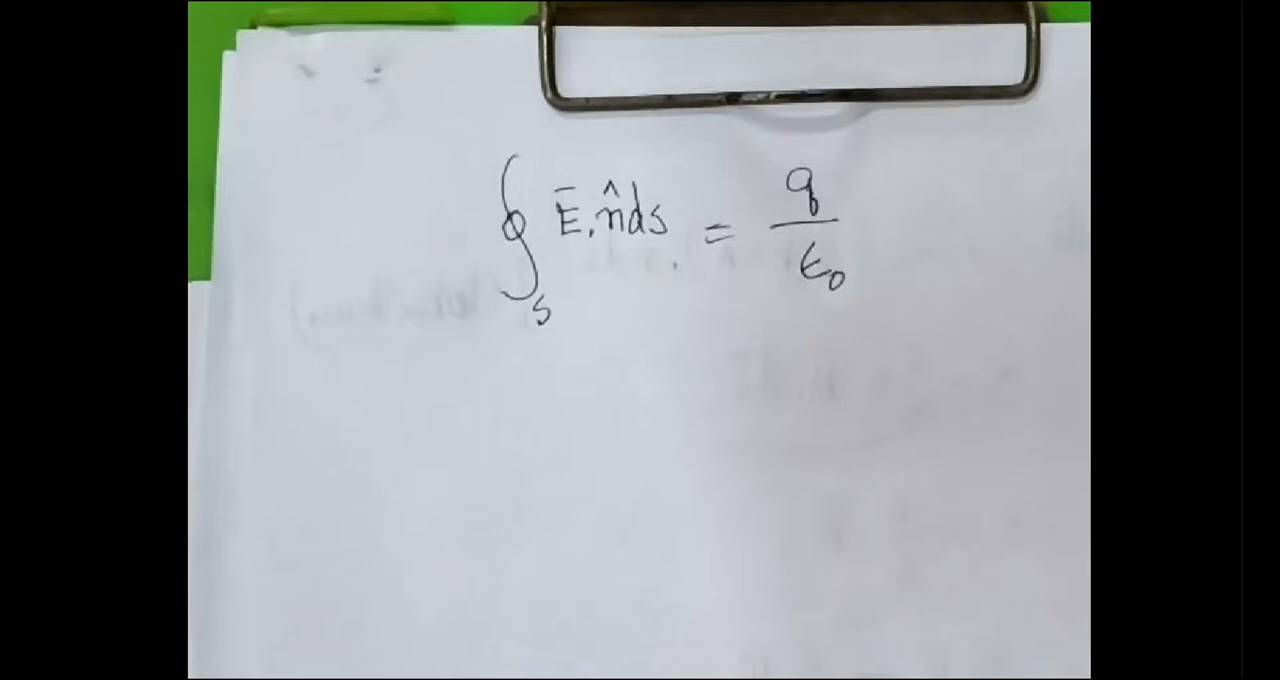 ∮_S Ē. n̂ ds = q/ε₀